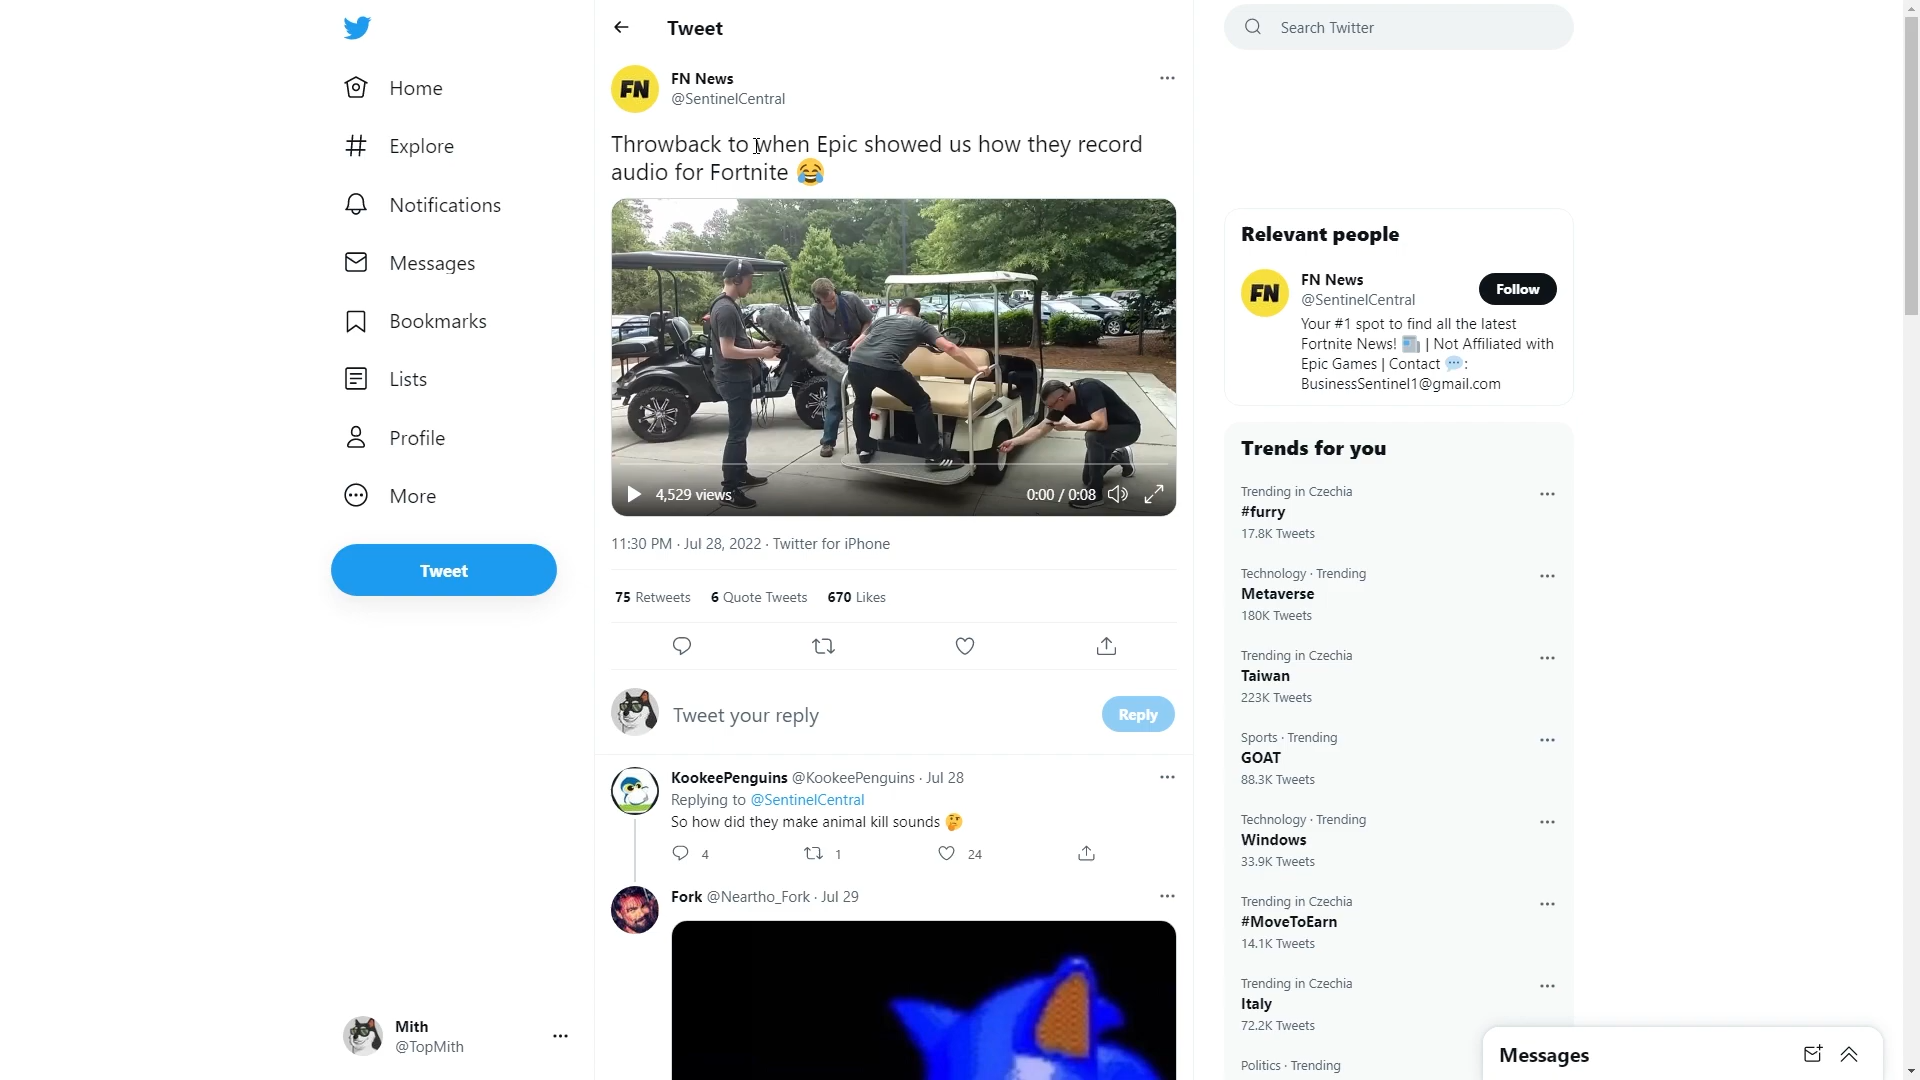 Home
Explore
Notifications
Messages
Bookmarks
Lists
Profile
More
Tweet
Mith
@TopMith
Tweet
FN
FN News
@SentinelCentral
Throwback to when Epic showed us how they record
audio for Fortnite 😂
4,529 views
0:00 / 0:08
11:30 PM · Jul 28, 2022 · Twitter for iPhone
75 Retweets 6 Quote Tweets 670 Likes
Tweet your reply
Reply
KookeePenguins @KookeePenguins · Jul 28
Replying to @SentinelCentral
So how did they make animal kill sounds 🤔
4 1 24
Fork @Neartho_Fork · Jul 29
Search Twitter
Relevant people
FN
FN News
@SentinelCentral
Follow
Your #1 spot to find all the latest
Fortnite News! 📰 | Not Affiliated with
Epic Games | Contact 💬:
BusinessSentinel1@gmail.com
Trends for you
Trending in Czechia
#furry
17.8K Tweets
Technology · Trending
Metaverse
180K Tweets
Trending in Czechia
Taiwan
223K Tweets
Sports · Trending
GOAT
88.3K Tweets
Technology · Trending
Windows
33.9K Tweets
Trending in Czechia
#MoveToEarn
14.1K Tweets
Trending in Czechia
Italy
72.2K Tweets
Politics · Trending
Messages